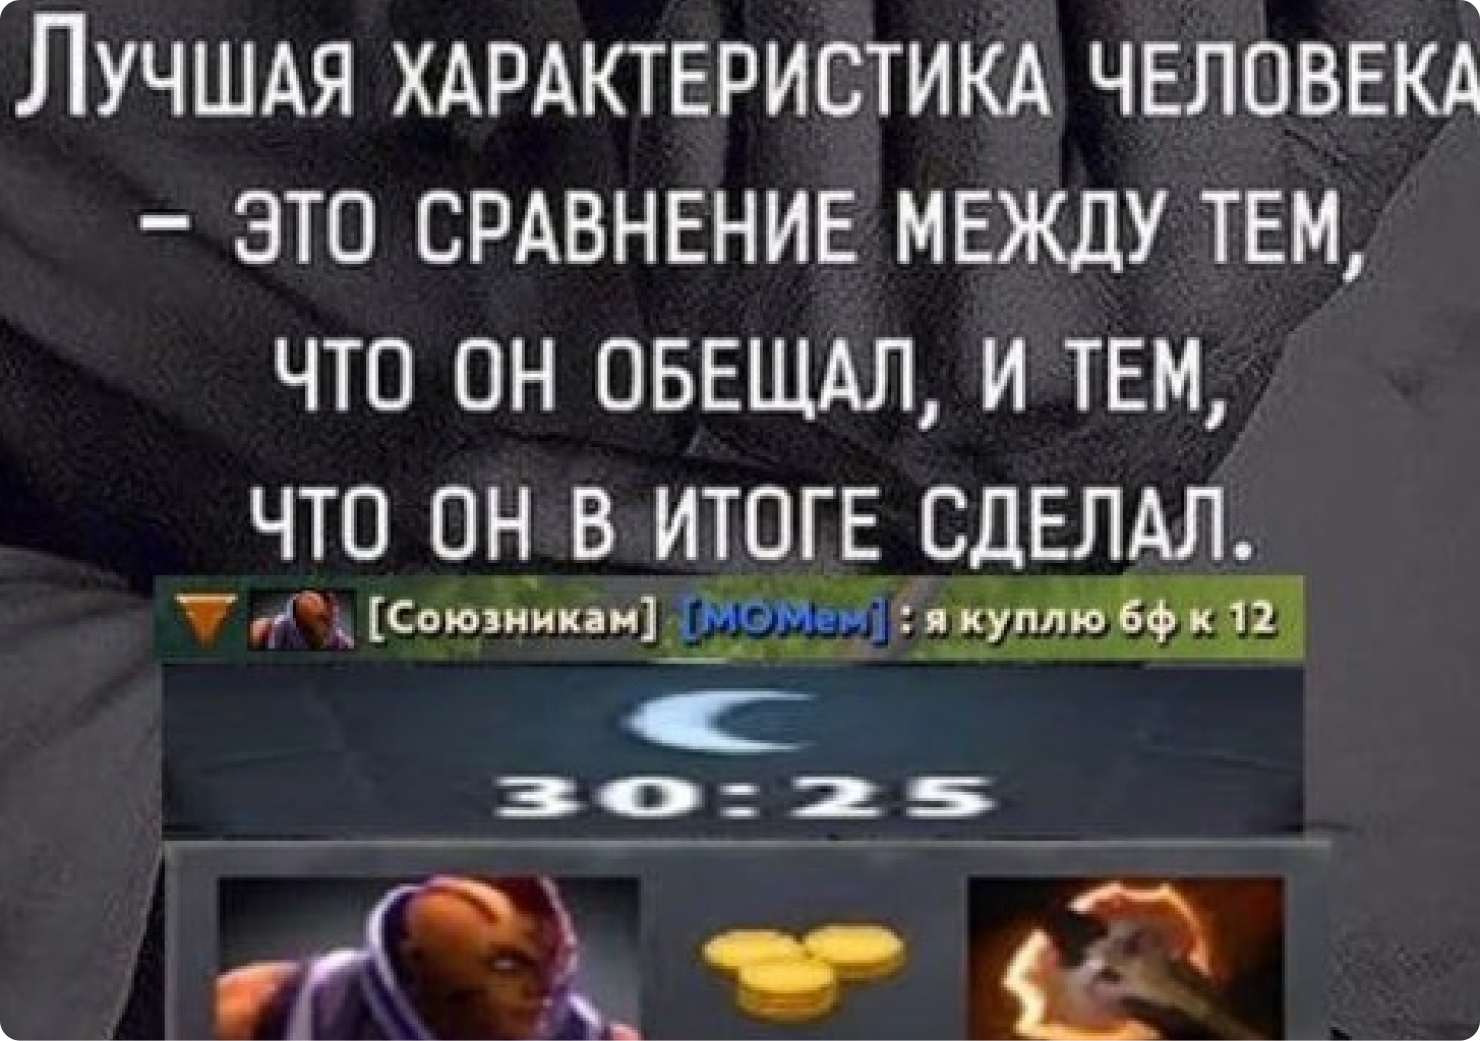 Лучшая характеристика человека
– это сравнение между тем,
что он обещал, и тем,
что он в итоге сделал.
[Союзникам] [МОМем] : я куплю бф к 12
30:25